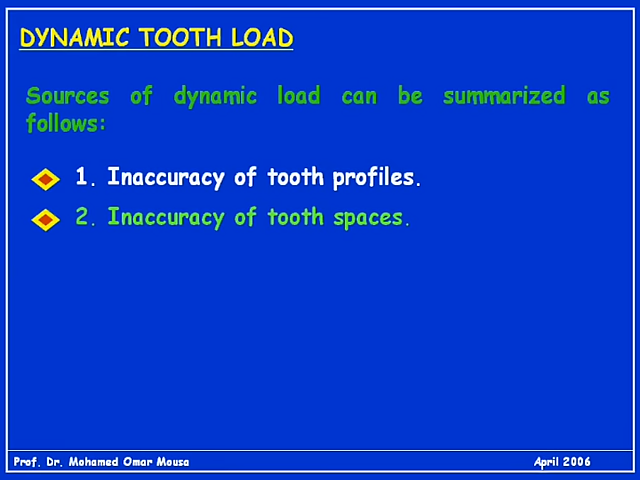 DYNAMIC TOOTH LOAD
Sources of dynamic load can be summarized as
follows:
1. Inaccuracy of tooth profiles.
2. Inaccuracy of tooth spaces.
Prof. Dr. Mohamed Omar Mousa
April 2006